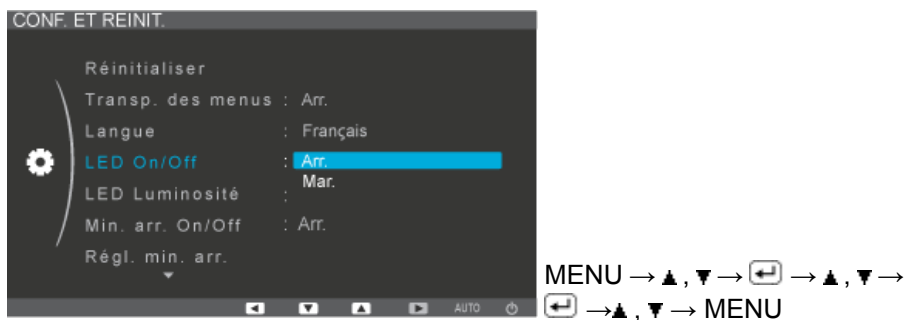 CONF. ET REINIT.
Réinitialiser
Transp. des menus : Arr.
Langue : Français
LED On/Off : Arr.
Mar.
LED Luminosité :
Min. arr. On/Off : Arr.
Régl. min. arr.
AUTO
MENU → ▲ , ▼ → ↵ → ▲ , ▼ →
↵ → ▲ , ▼ → MENU